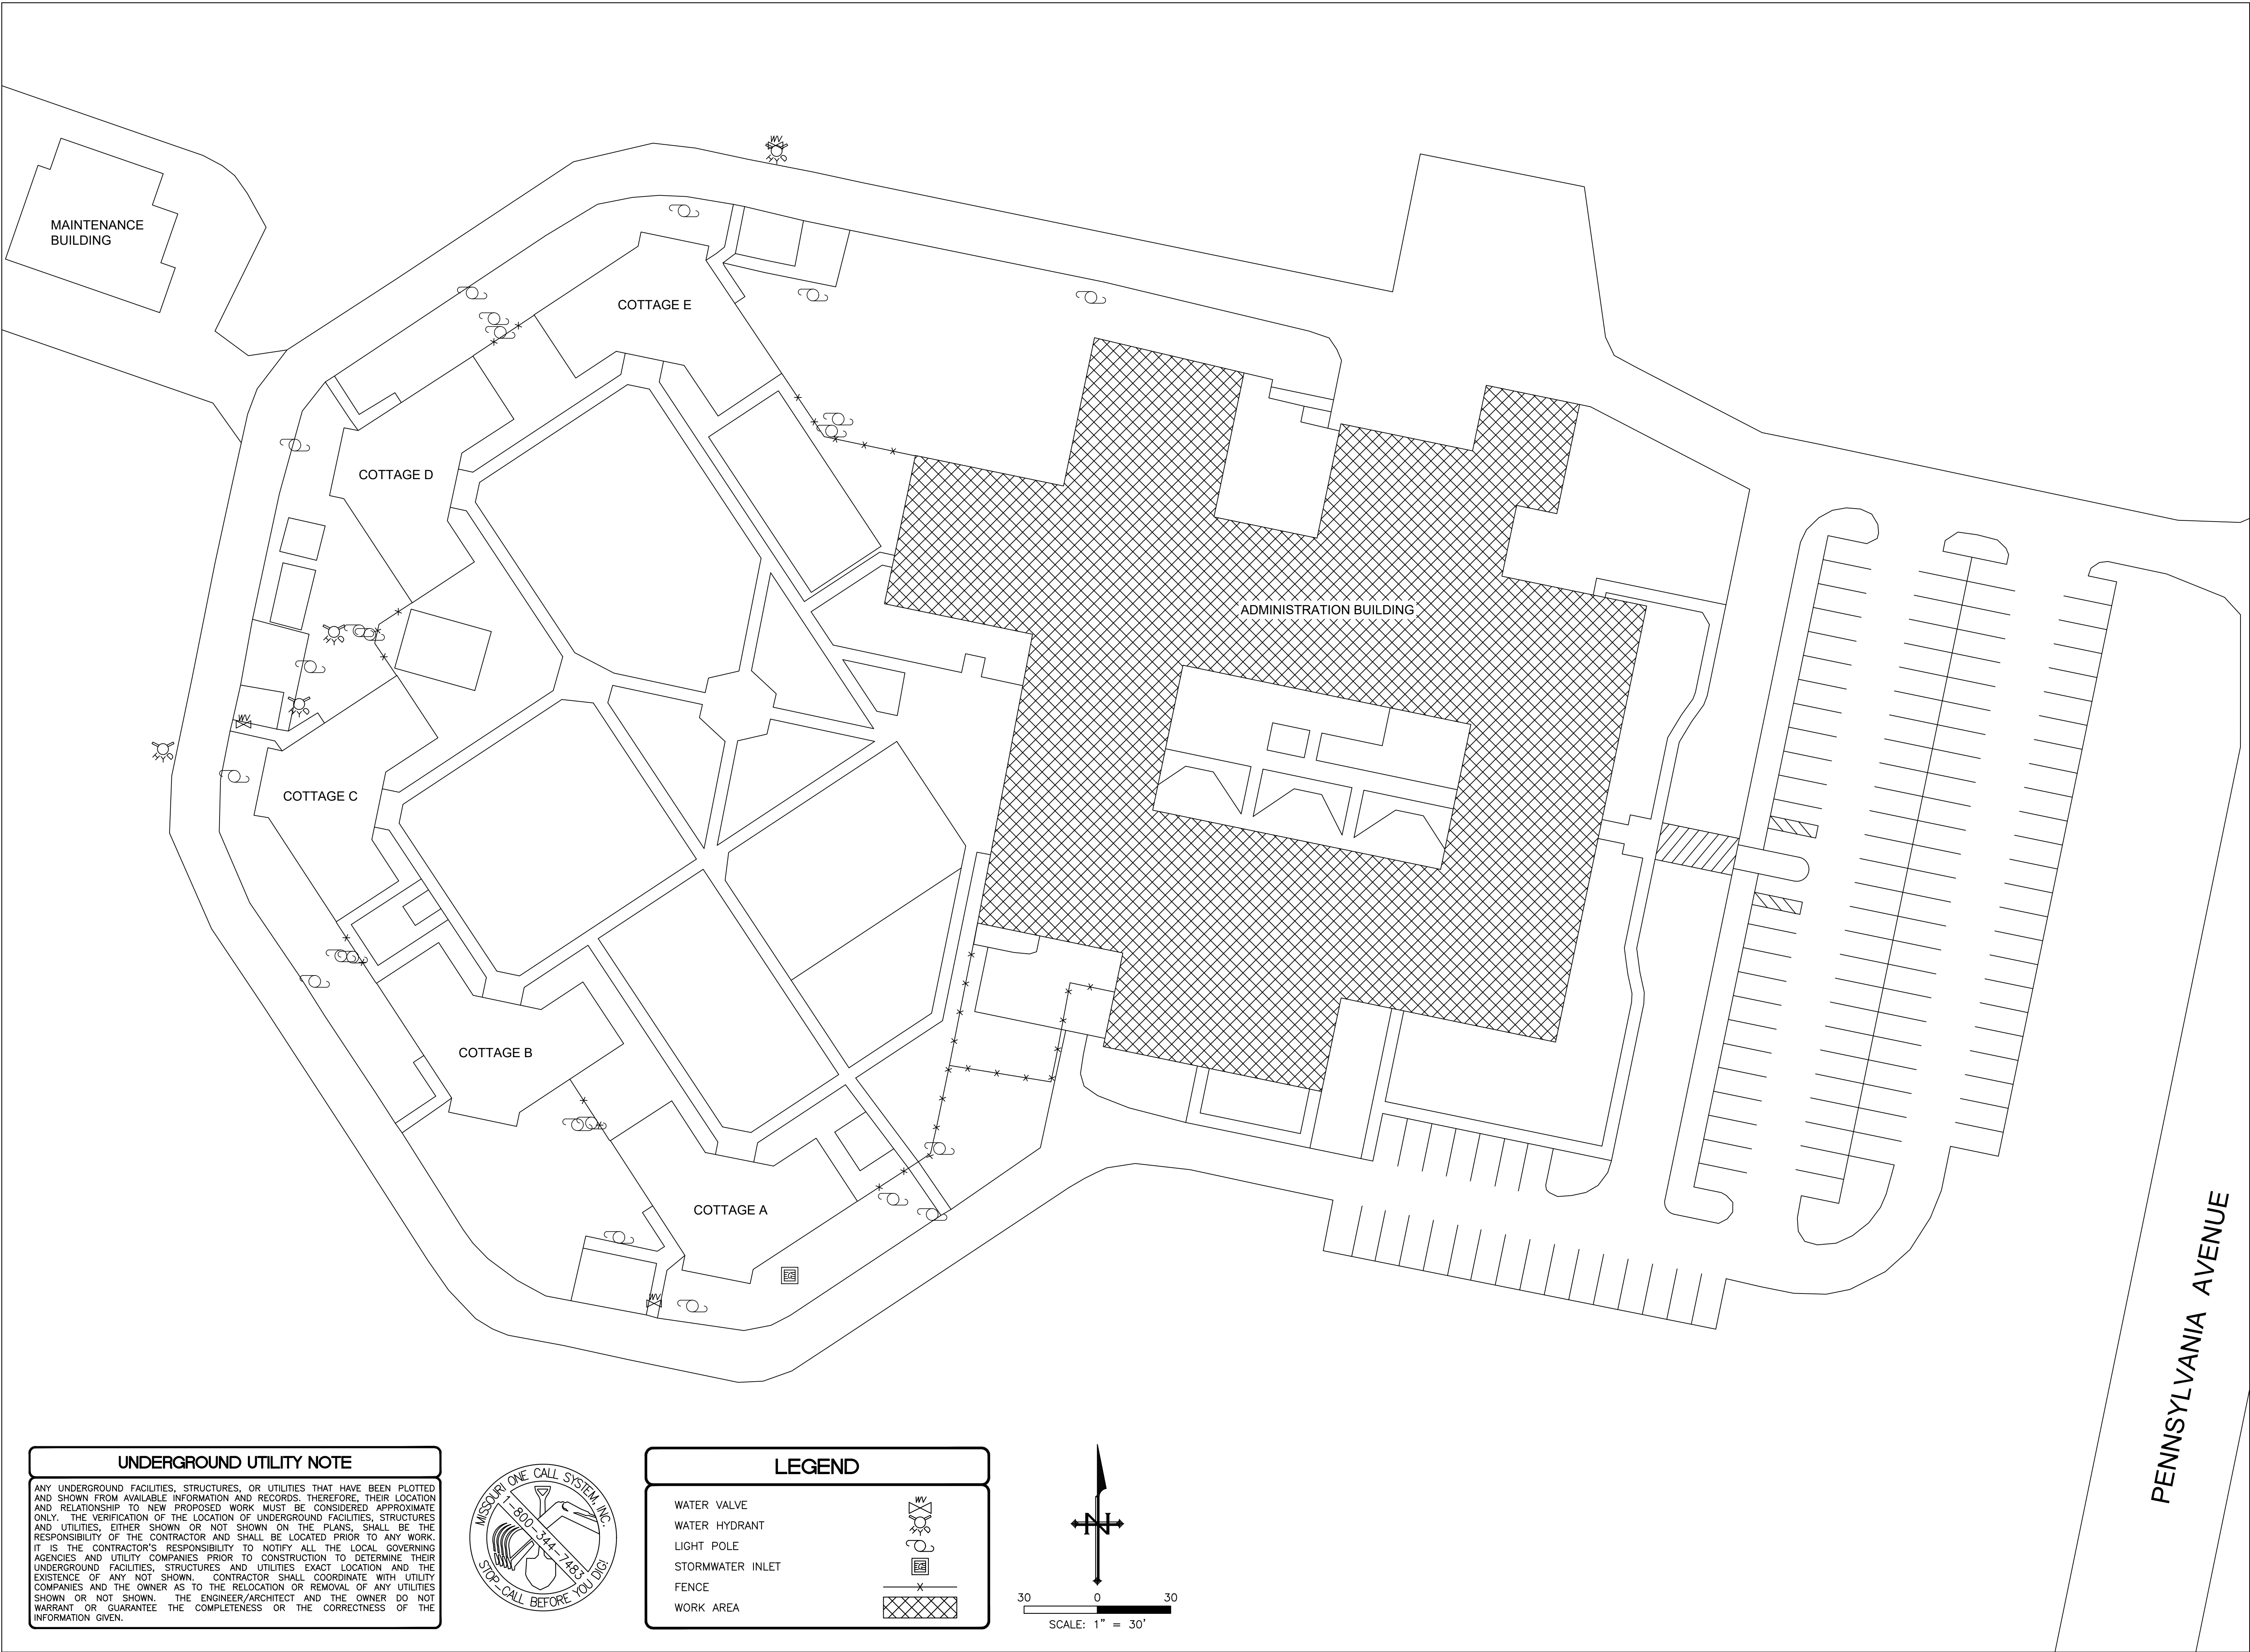 WV
MAINTENANCE
BUILDING
COTTAGE E
COTTAGE D
ADMINISTRATION BUILDING
WV
COTTAGE C
COTTAGE B
COTTAGE A
WV
PENNSYLVANIA AVENUE
UNDERGROUND UTILITY NOTE
ANY UNDERGROUND FACILITIES, STRUCTURES, OR UTILITIES THAT HAVE BEEN PLOTTED
AND SHOWN FROM AVAILABLE INFORMATION AND RECORDS. THEREFORE, THEIR LOCATION
AND RELATIONSHIP TO NEW PROPOSED WORK MUST BE CONSIDERED APPROXIMATE
ONLY. THE VERIFICATION OF THE LOCATION OF UNDERGROUND FACILITIES, STRUCTURES
AND UTILITIES, EITHER SHOWN OR NOT SHOWN ON THE PLANS, SHALL BE THE
RESPONSIBILITY OF THE CONTRACTOR AND SHALL BE LOCATED PRIOR TO ANY WORK.
IT IS THE CONTRACTOR'S RESPONSIBILITY TO NOTIFY ALL THE LOCAL GOVERNING
AGENCIES AND UTILITY COMPANIES PRIOR TO CONSTRUCTION TO DETERMINE THEIR
UNDERGROUND FACILITIES, STRUCTURES AND UTILITIES EXACT LOCATION AND THE
EXISTENCE OF ANY NOT SHOWN. CONTRACTOR SHALL COORDINATE WITH UTILITY
COMPANIES AND THE OWNER AS TO THE RELOCATION OR REMOVAL OF ANY UTILITIES
SHOWN OR NOT SHOWN. THE ENGINEER/ARCHITECT AND THE OWNER DO NOT
WARRANT OR GUARANTEE THE COMPLETENESS OR THE CORRECTNESS OF THE
INFORMATION GIVEN.
MISSOURI ONE CALL SYSTEM, INC.
1-800-344-7483
STOP-CALL BEFORE YOU DIG!
LEGEND
WATER VALVE WV
WATER HYDRANT
LIGHT POLE
STORMWATER INLET
FENCE X
WORK AREA
N
30 0 30
SCALE: 1" = 30'